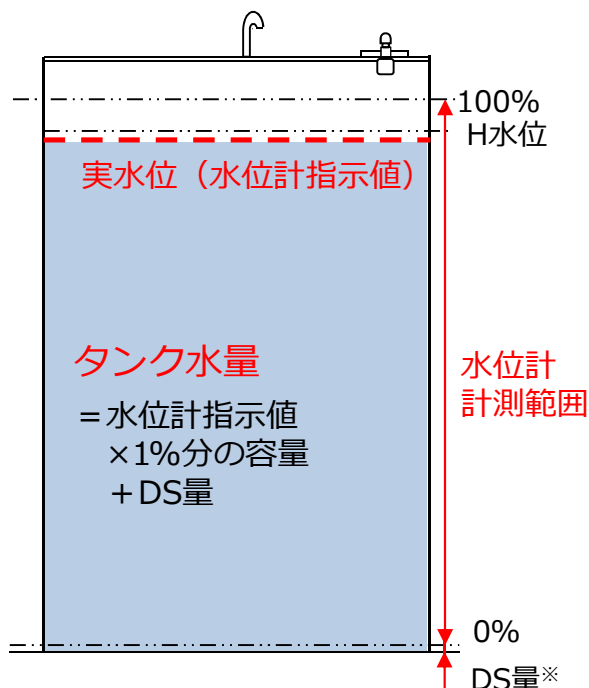 100%
H水位
実水位（水位計指示値）
タンク水量
＝水位計指示値
×1%分の容量
＋DS量
水位計
計測範囲
0%
DS量※